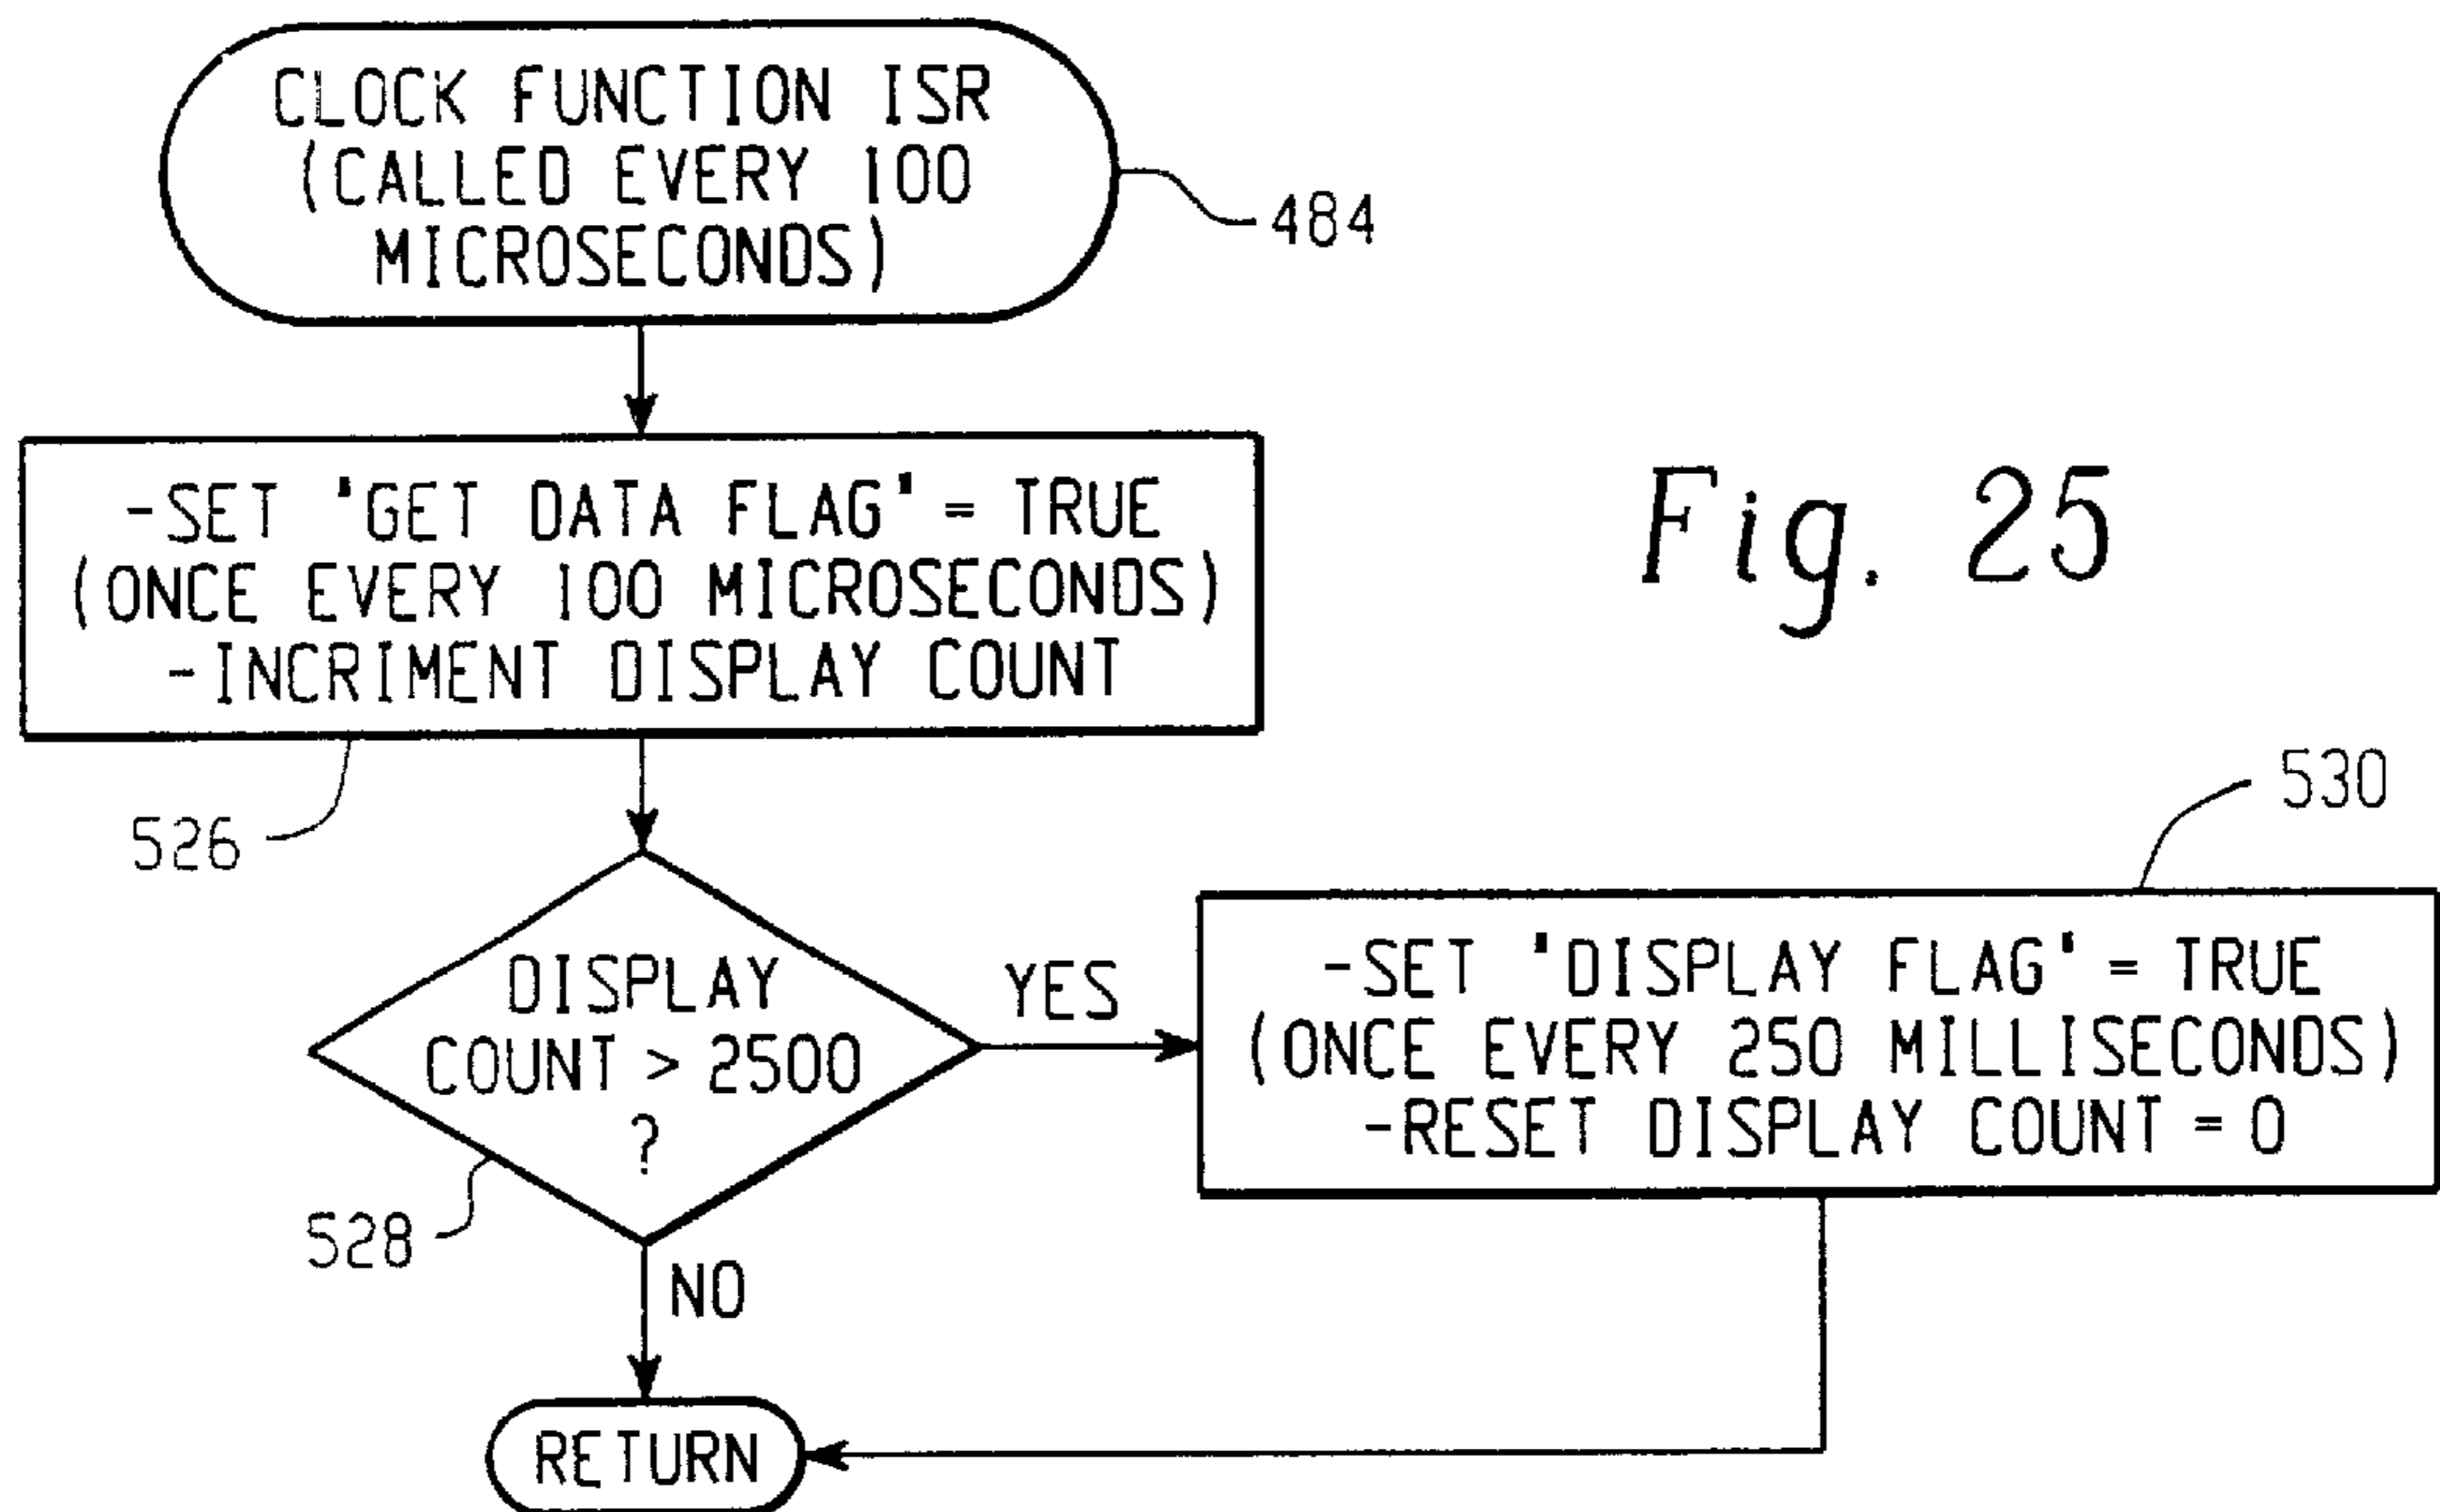 CLOCK FUNCTION ISR
(CALLED EVERY 100
MICROSECONDS)
484
-SET 'GET DATA FLAG' = TRUE
(ONCE EVERY 100 MICROSECONDS)
-INCRIMENT DISPLAY COUNT
Fig. 25
526
530
DISPLAY
COUNT > 2500
?
YES
-SET 'DISPLAY FLAG' = TRUE
(ONCE EVERY 250 MILLISECONDS)
-RESET DISPLAY COUNT = 0
528
NO
RETURN